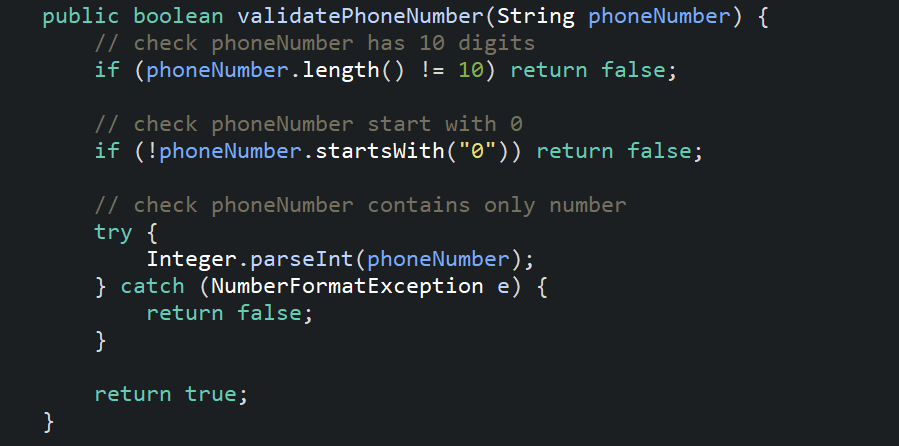 public boolean validatePhoneNumber(String phoneNumber) {
    // check phoneNumber has 10 digits
    if (phoneNumber.length() != 10) return false;

    // check phoneNumber start with 0
    if (!phoneNumber.startsWith("0")) return false;

    // check phoneNumber contains only number
    try {
        Integer.parseInt(phoneNumber);
    } catch (NumberFormatException e) {
        return false;
    }

    return true;
}